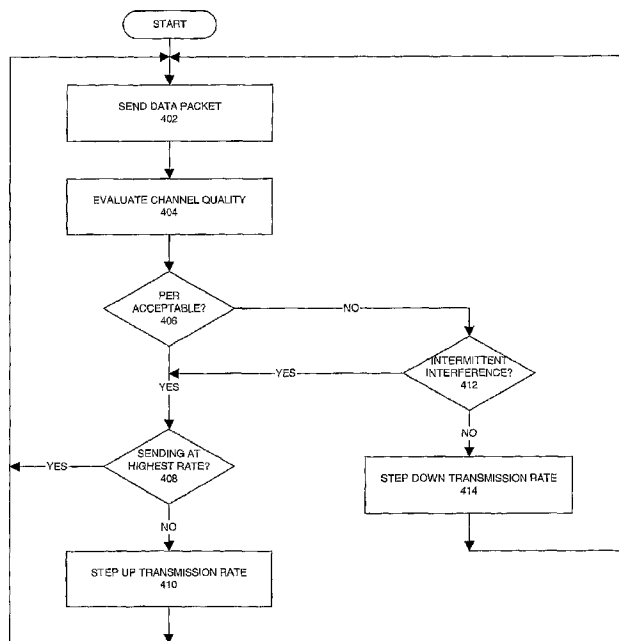 START
SEND DATA PACKET
402
EVALUATE CHANNEL QUALITY
404
PER
ACCEPTABLE?
406
NO
INTERMITTENT
INTERFERENCE?
412
YES
YES
NO
SENDING AT
HIGHEST RATE?
408
YES
STEP DOWN TRANSMISSION RATE
414
NO
STEP UP TRANSMISSION RATE
410